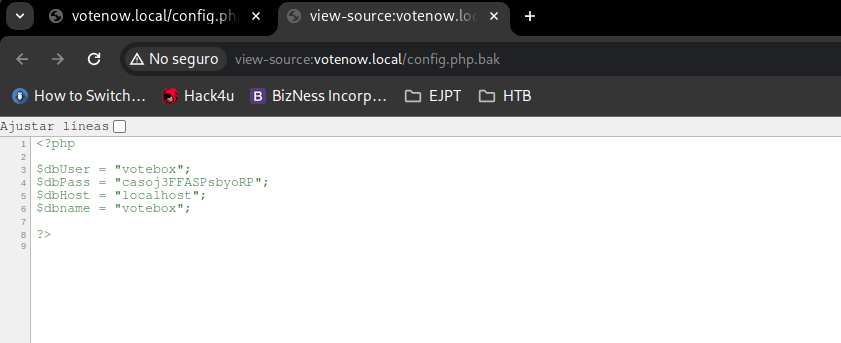 votenow.local/config.ph
view-source:votenow.loc
No seguro
view-source:votenow.local/config.php.bak
How to Switch...
Hack4u
BizNess Incorp...
EJPT
HTB
Ajustar líneas
1 <?php
2
3 $dbUser = "votebox";
4 $dbPass = "casoj3FFASPsbyoRP";
5 $dbHost = "localhost";
6 $dbname = "votebox";
7
8 ?>
9